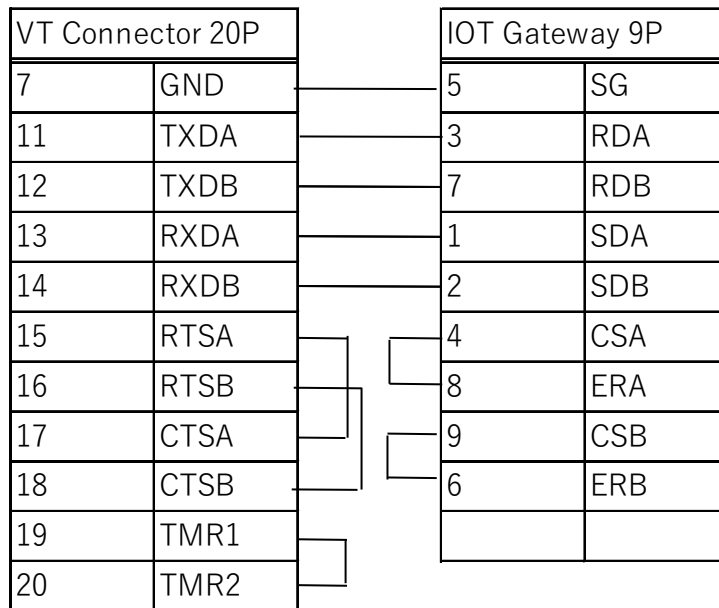 VT Connector 20P IOT Gateway 9P
7 GND 5 SG
11 TXDA 3 RDA
12 TXDB 7 RDB
13 RXDA 1 SDA
14 RXDB 2 SDB
15 RTSA 4 CSA
16 RTSB 8 ERA
17 CTSA 9 CSB
18 CTSB 6 ERB
19 TMR1
20 TMR2